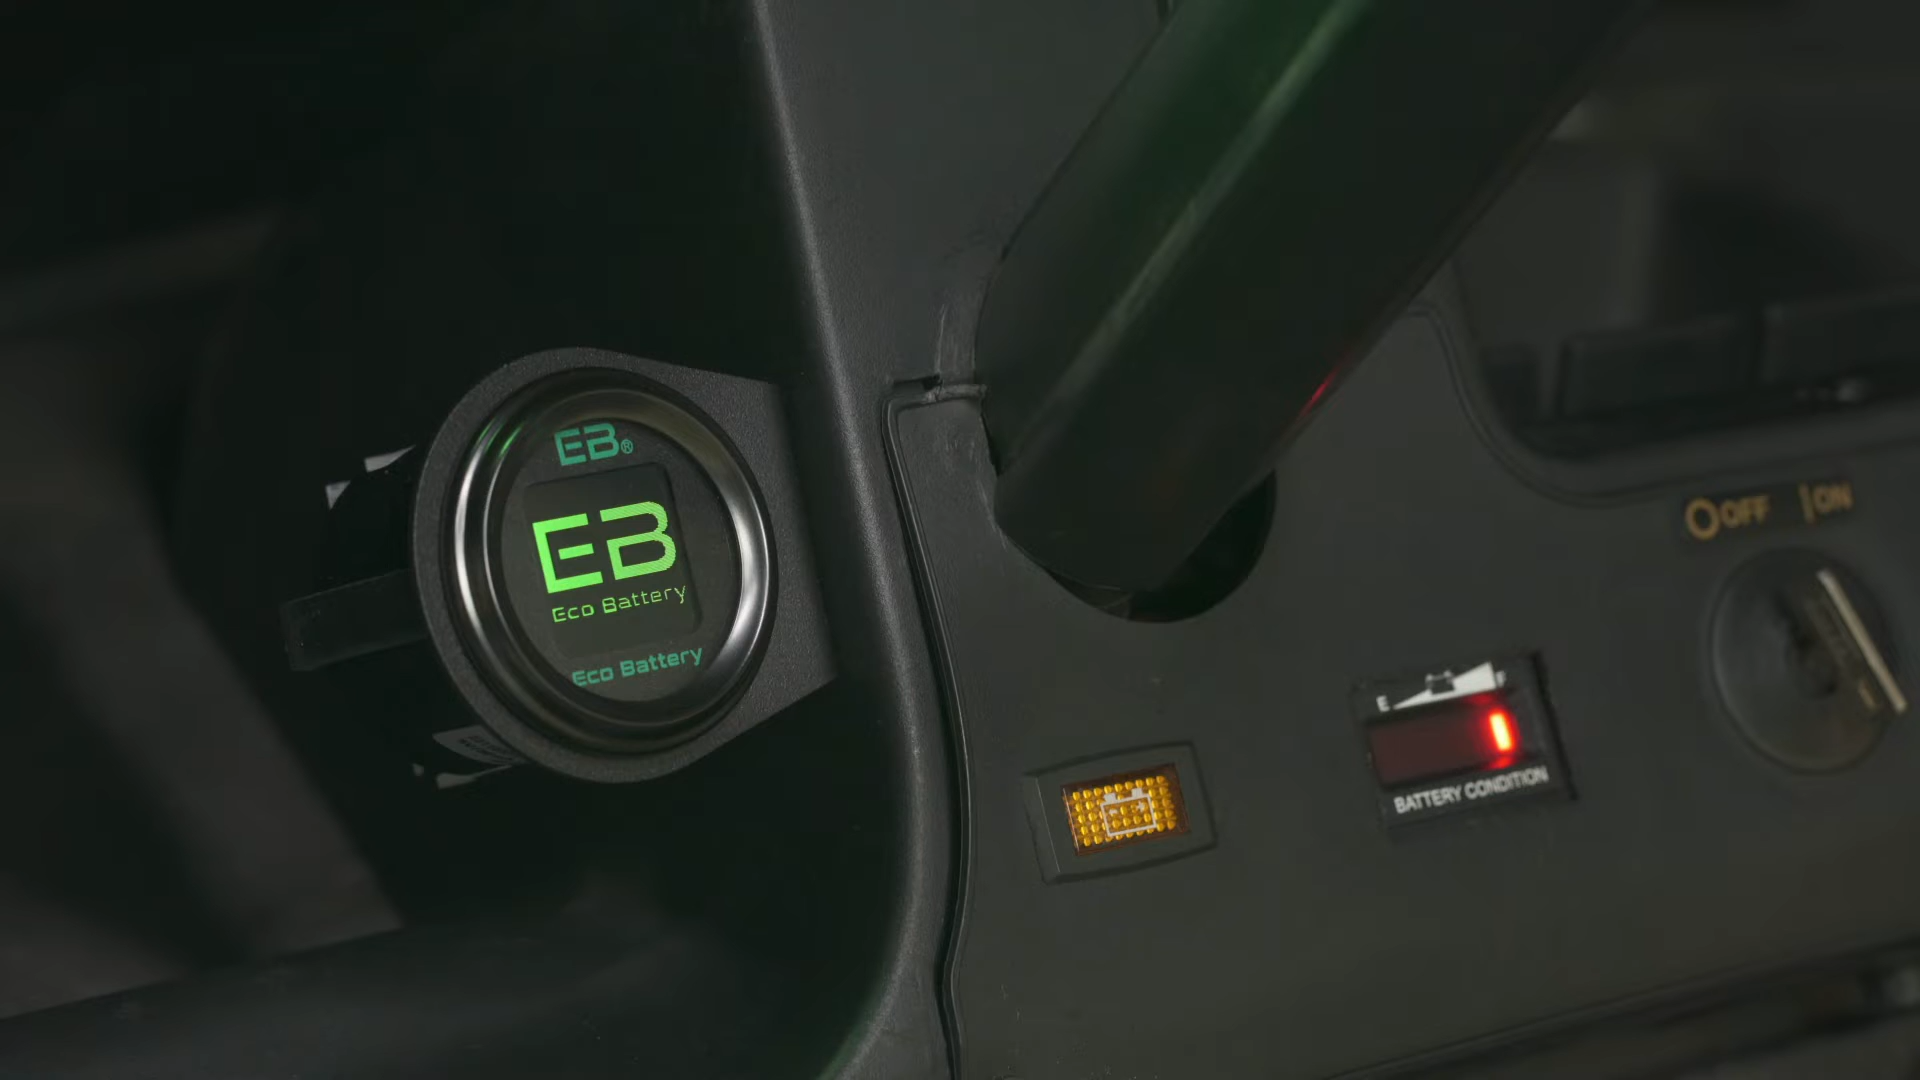 EB®
EB
Eco Battery
Eco Battery
OFF ON
E F
BATTERY CONDITION